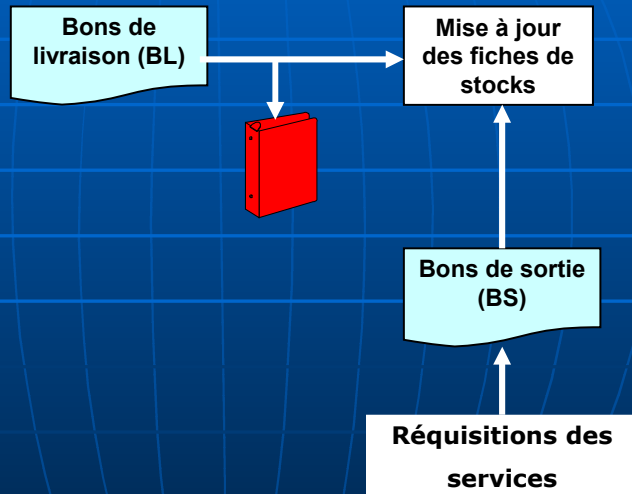 Bons de
livraison (BL)
Mise à jour
des fiches de
stocks
Bons de sortie
(BS)
Réquisitions des
services